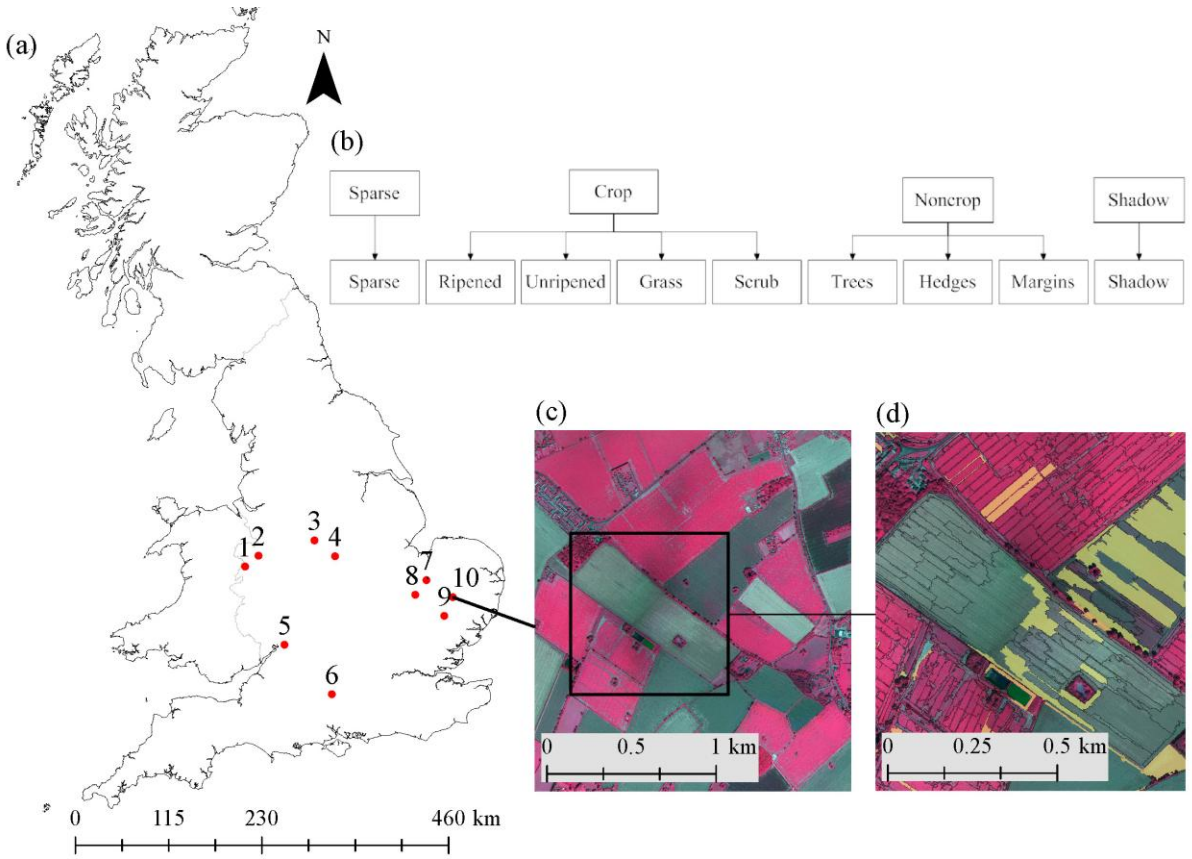 (a)
N
(b)
Sparse Crop Noncrop Shadow
Sparse Ripened Unripened Grass Scrub Trees Hedges Margins Shadow
(c)
(d)
1
2
3
4
5
6
7
8
9
10
0 0.5 1 km
0 0.25 0.5 km
0 115 230 460 km